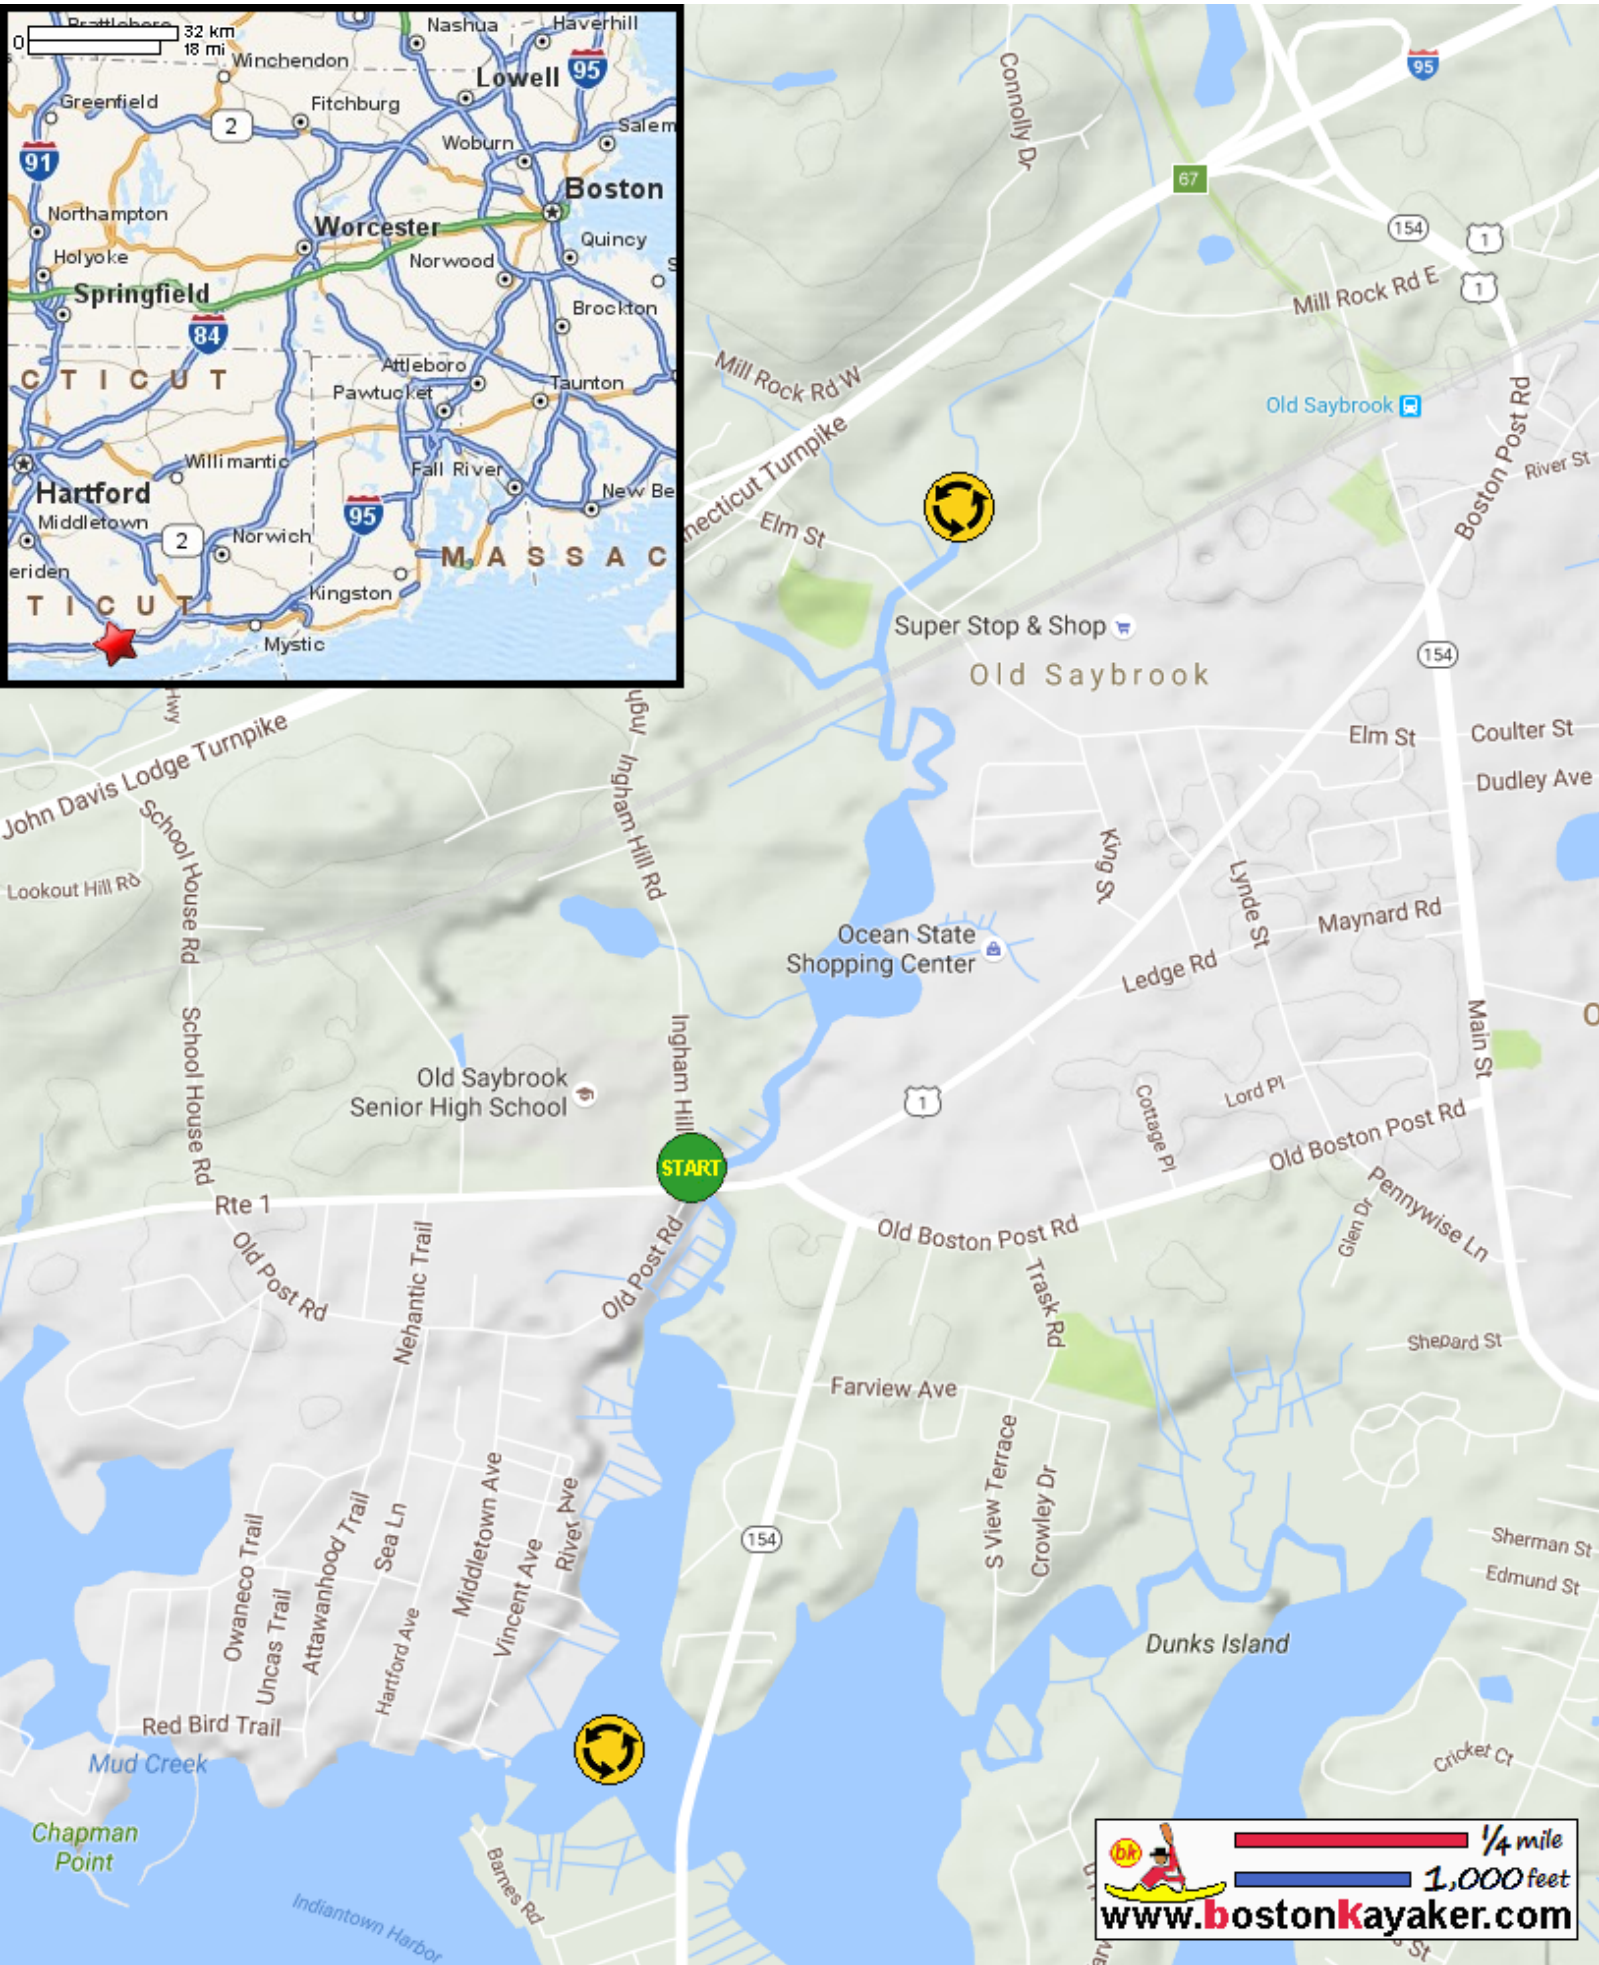 Brattleboro
0
32 km
18 mi
Nashua
Haverhill
Winchendon
Lowell
95
Greenfield
Fitchburg
2
Salem
Woburn
91
Boston
Northampton
Worcester
Quincy
Holyoke
Norwood
Springfield
Brockton
84
Attleboro
CTICUT
Pawtucket
Taunton
Willimantic
Fall River
Hartford
95
New Be
Middletown
2
Norwich
MASSAC
eriden
Kingston
TICUT
Mystic
Connolly Dr
95
67
154
1
1
Mill Rock Rd E
Mill Rock Rd W
Old Saybrook
Boston Post Rd
River St
necticut Turnpike
Elm St
Super Stop & Shop
Old Saybrook
154
Hwy
Ingh
John Davis Lodge Turnpike
Elm St
Coulter St
Dudley Ave
Ingham Hill Rd
School House Rd
King St
Lookout Hill Rd
Lynde St
Maynard Rd
Ocean State
Shopping Center
Ledge Rd
School House Rd
Ingham Hill
Main St
O
Old Saybrook
Senior High School
1
Cottage Pl
Lord Pl
Old Boston Post Rd
START
Rte 1
Old Post Rd
Old Post Rd
Nehantic Trail
Old Boston Post Rd
Glen Dr
Pennywise Ln
Trask Rd
Shepard St
Farview Ave
S View Terrace
Crowley Dr
154
Owaneco Trail
Uncas Trail
Attawanhood Trail
Sea Ln
Hartford Ave
Middletown Ave
Vincent Ave
River Ave
Sherman St
Edmund St
Dunks Island
Red Bird Trail
Mud Creek
Cricket Ct
Chapman
Point
Barnes Rd
Indiantown Harbor
bk
1/4 mile
1,000 feet
www.bostonkayaker.com
St